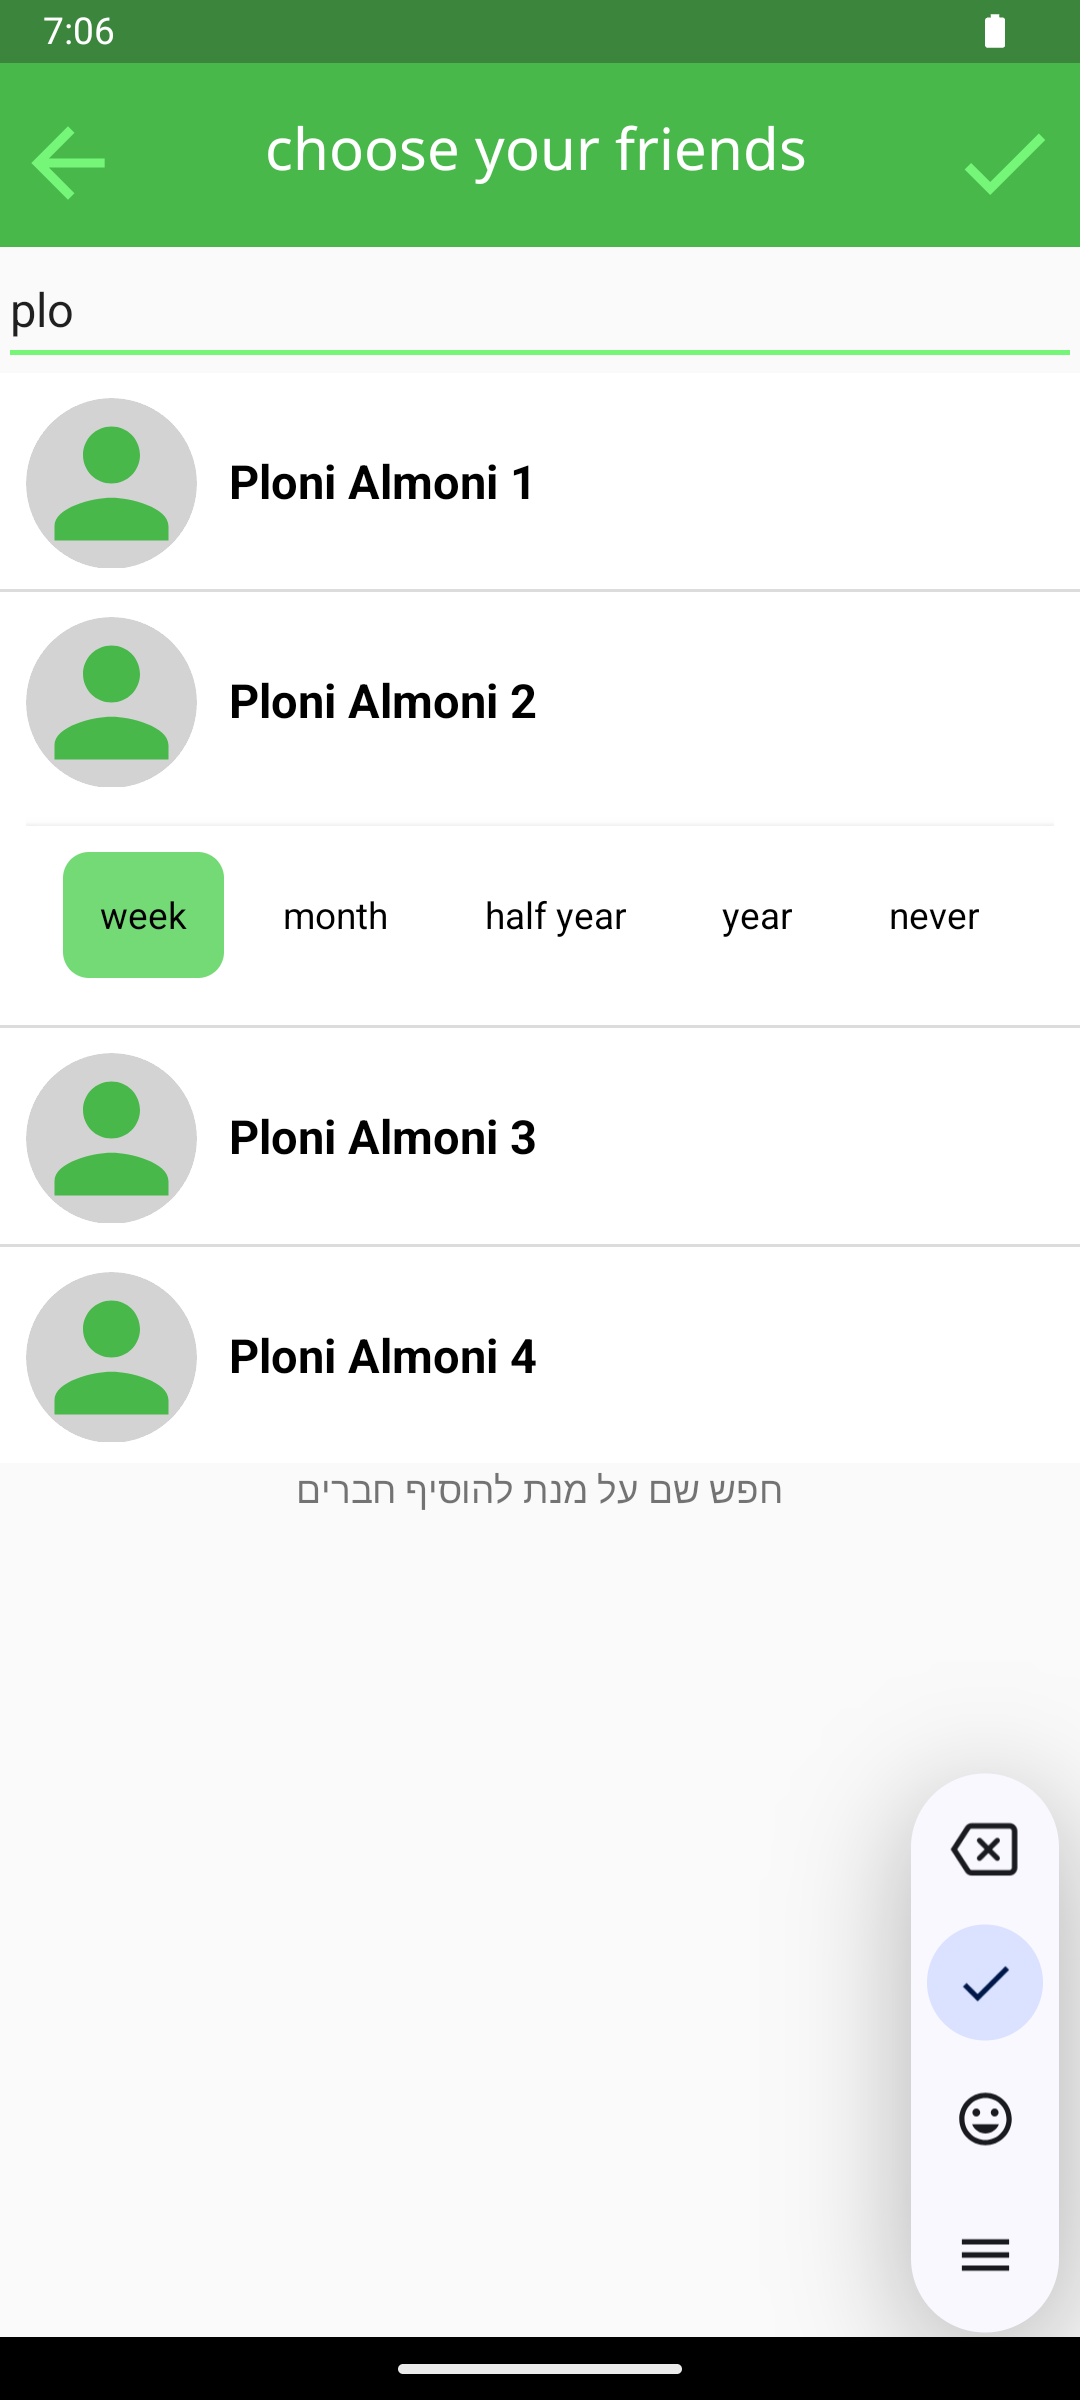 7:06
choose your friends
plo
Ploni Almoni 1
Ploni Almoni 2
week month half year year never
Ploni Almoni 3
Ploni Almoni 4
חפש שם על מנת להוסיף חברים